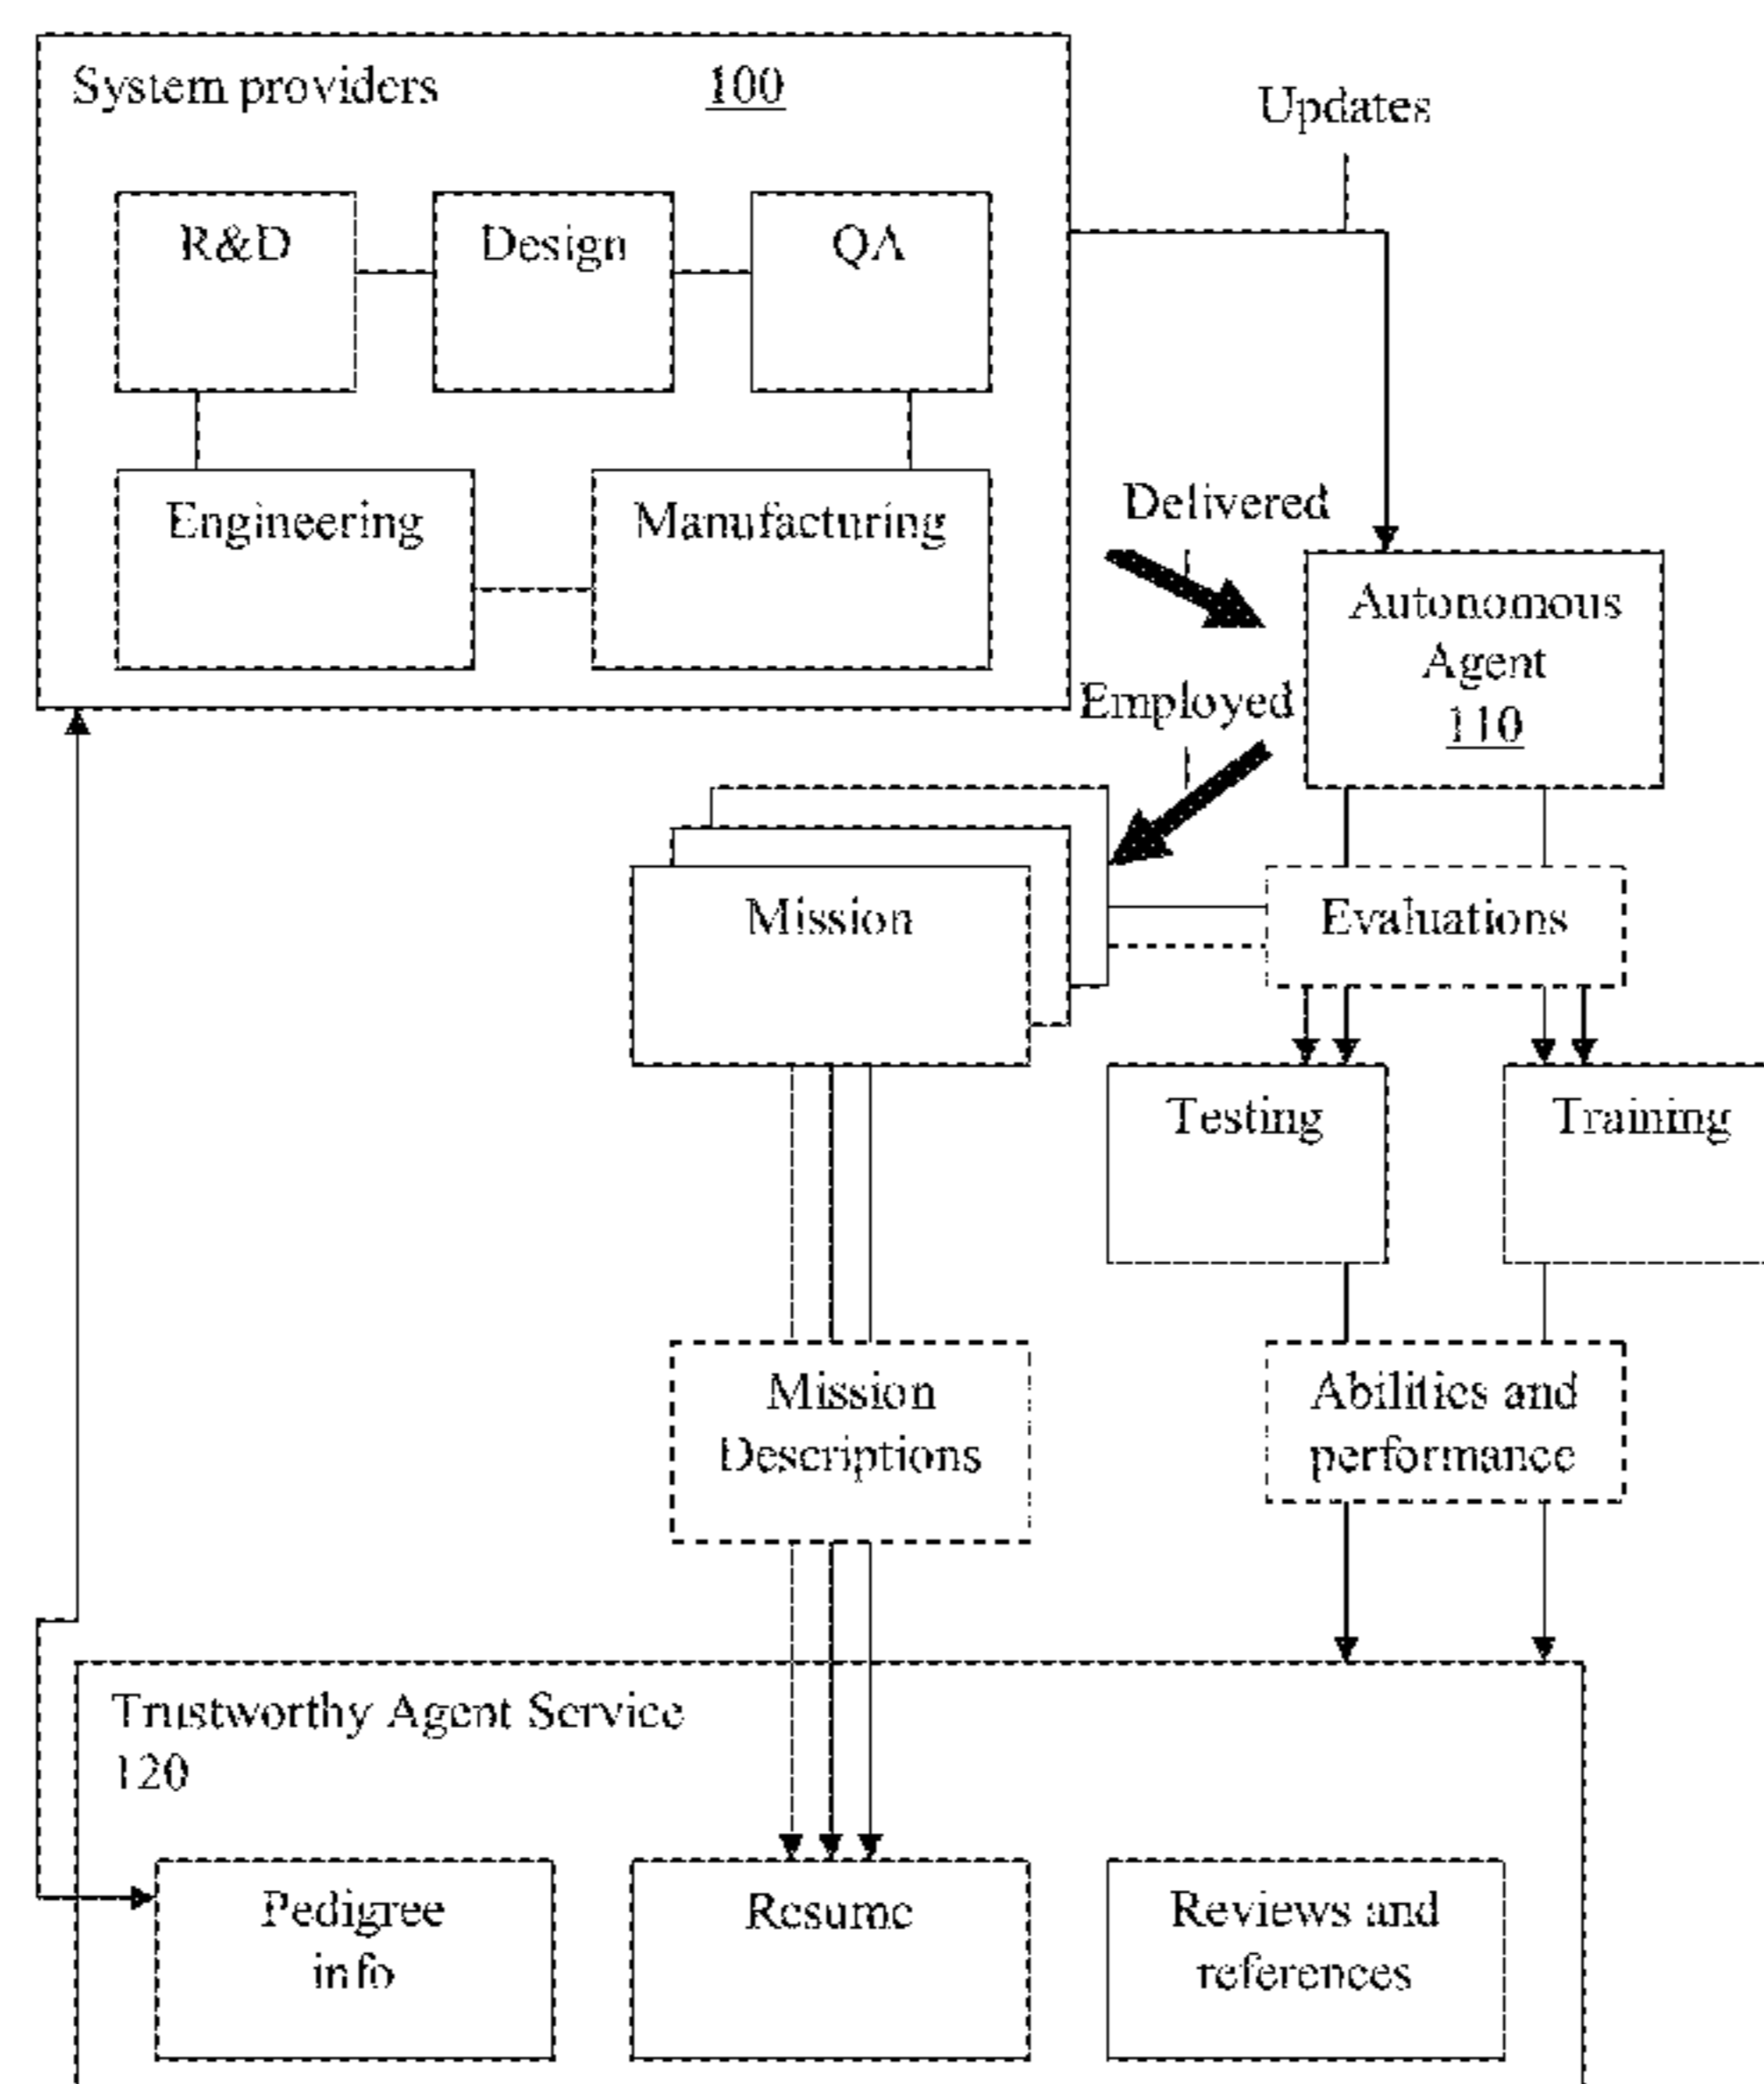 System providers 100
Updates
R&D
Design
QA
Engineering
Manufacturing
Delivered
Autonomous
Agent
110
Employed
Mission
Evaluations
Testing
Training
Mission
Descriptions
Abilities and
performance
Trustworthy Agent Service
120
Pedigree
info
Resume
Reviews and
references